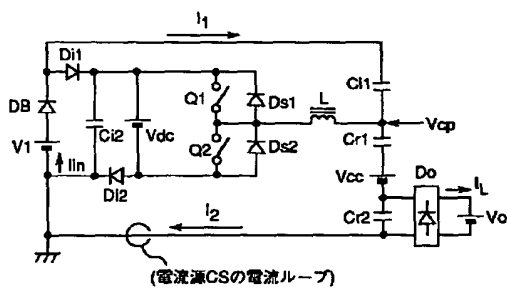 I1
Di1
DB
V1
Iin
Ci2
Vdc
Di2
Q1
Q2
Ds1
Ds2
L
Ci1
Vcp
Cr1
Vcc
Cr2
Do
IL
Vo
I2
(電流源CSの電流ループ)